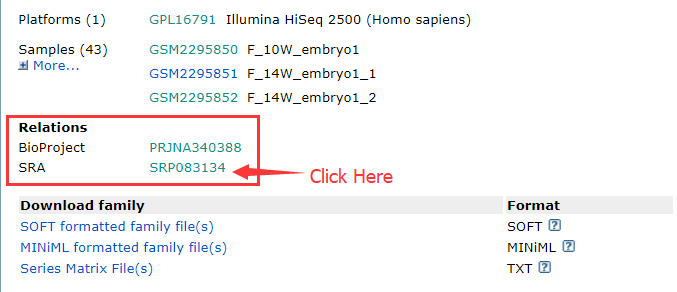 Platforms (1) GPL16791 Illumina HiSeq 2500 (Homo sapiens)
Samples (43) GSM2295850 F_10W_embryo1
More... GSM2295851 F_14W_embryo1_1
GSM2295852 F_14W_embryo1_2
Relations
BioProject PRJNA340388
SRA SRP083134 Click Here
Download family Format
SOFT formatted family file(s) SOFT ?
MINiML formatted family file(s) MINiML ?
Series Matrix File(s) TXT ?